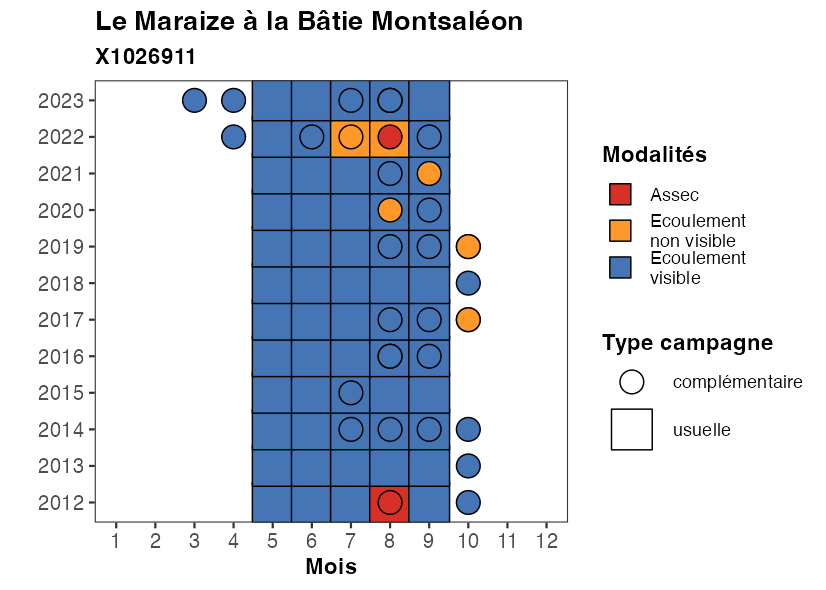 Le Maraize à la Bâtie Montsaléon
X1026911
2023
2022
2021
2020
2019
2018
2017
2016
2015
2014
2013
2012
1 2 3 4 5 6 7 8 9 10 11 12
Mois
Modalités
Assec
Ecoulement
non visible
Ecoulement
visible
Type campagne
complémentaire
usuelle